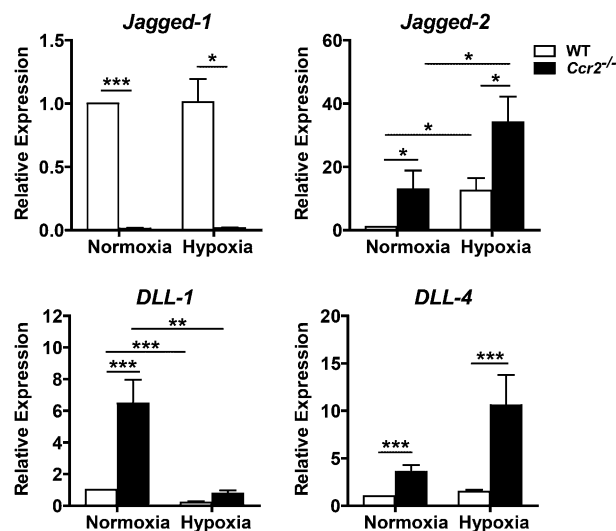 Jagged-1
Relative Expression
1.5
1.0
0.5
0.0
***
*
Normoxia Hypoxia
Jagged-2
WT
Ccr2-/-
Relative Expression
60
40
20
0
*
*
*
*
Normoxia Hypoxia
DLL-1
Relative Expression
12
10
8
6
4
2
0
**
***
***
Normoxia Hypoxia
DLL-4
Relative Expression
20
15
10
5
0
***
***
Normoxia Hypoxia